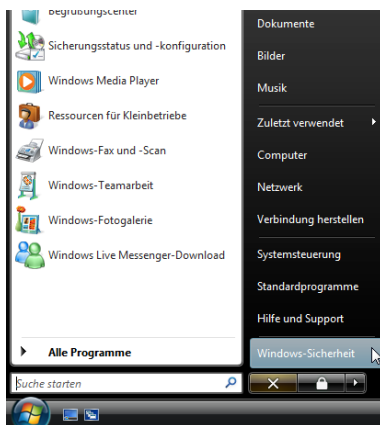 Begrüßungscenter
Sicherungsstatus und -konfiguration
Windows Media Player
Ressourcen für Kleinbetriebe
Windows-Fax und -Scan
Windows-Teamarbeit
Windows-Fotogalerie
Windows Live Messenger-Download
Alle Programme
Suche starten
Dokumente
Bilder
Musik
Zuletzt verwendet
Computer
Netzwerk
Verbindung herstellen
Systemsteuerung
Standardprogramme
Hilfe und Support
Windows-Sicherheit